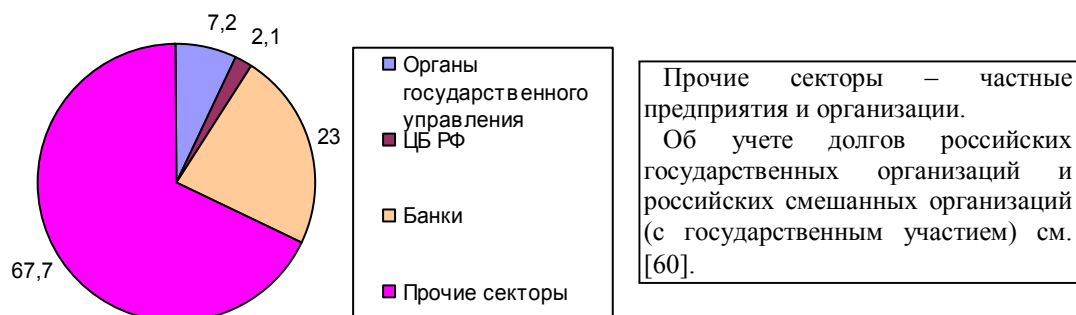 7,2
2,1
23
67,7
Органы
государственного
управления
ЦБ РФ
Банки
Прочие секторы
Прочие секторы – частные
предприятия и организации.
Об учете долгов российских
государственных организаций и
российских смешанных организаций
(с государственным участием) см.
[60].